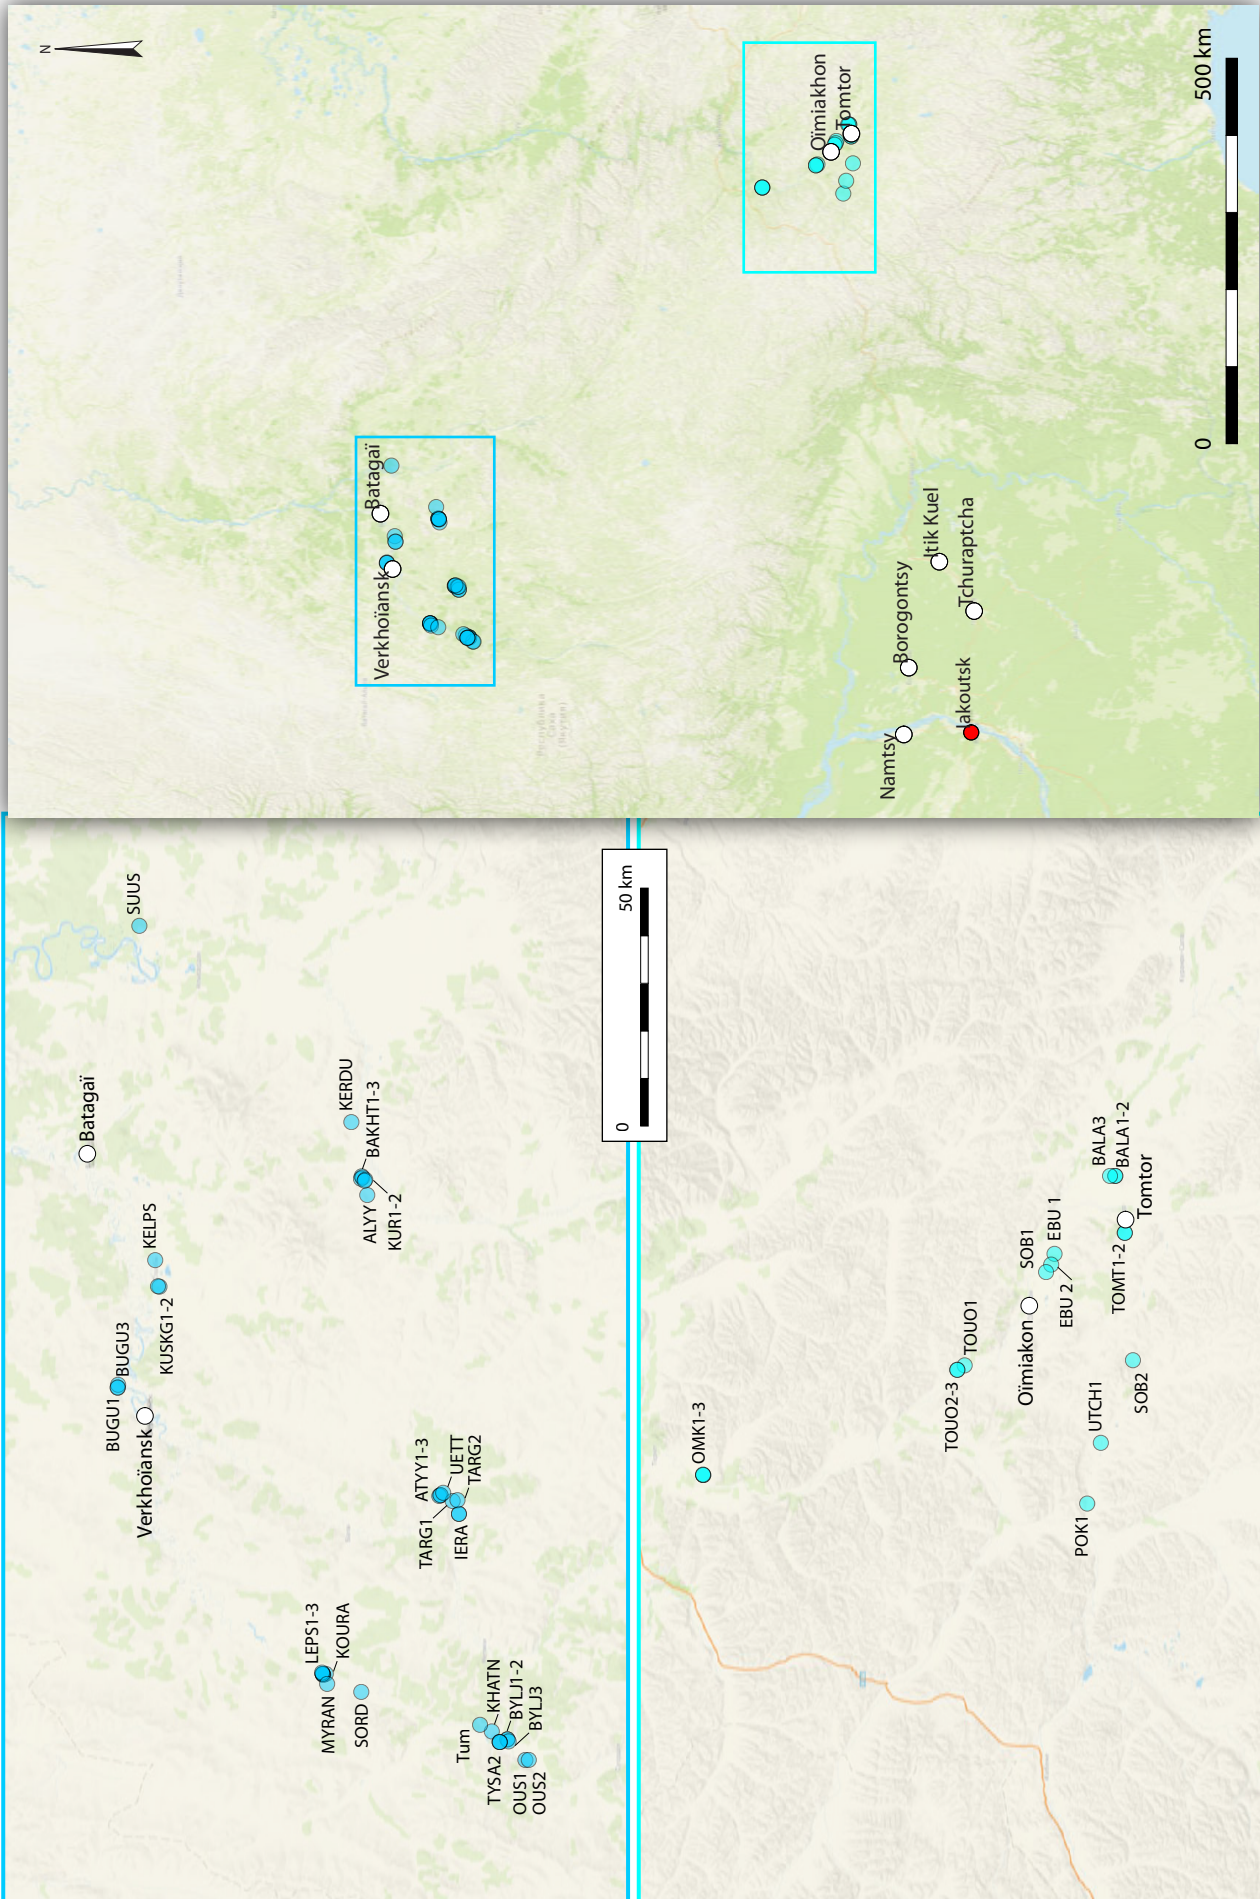 N
Batagaï
Verkhoïansk
Oïmiakhon
Tomtor
Namtsy
Borogontsy
Itik Kuel
Iakoutsk
Tchuraptcha
0
500 km
SUUS
Batagaï
KELPS
KUSKG1-2
BUGU3
BUGU1
Verkhoïansk
KERDU
BAKHT1-3
ALYY
KUR1-2
ATYY1-3
UETT
TARG2
TARG1
IERA
LEPS1-3
KOURA
MYRAN
SORD
Tum
KHATN
BYLJ1-2
BYLJ3
TYSA2
OUS1
OUS2
0
50 km
OMK1-3
TOUO1
TOUO2-3
SOB1
EBU 1
EBU 2
Oïmiakon
BALA3
BALA1-2
Tomtor
TOMT1-2
SOB2
UTCH1
POK1
Республика
Саха
(Якутия)